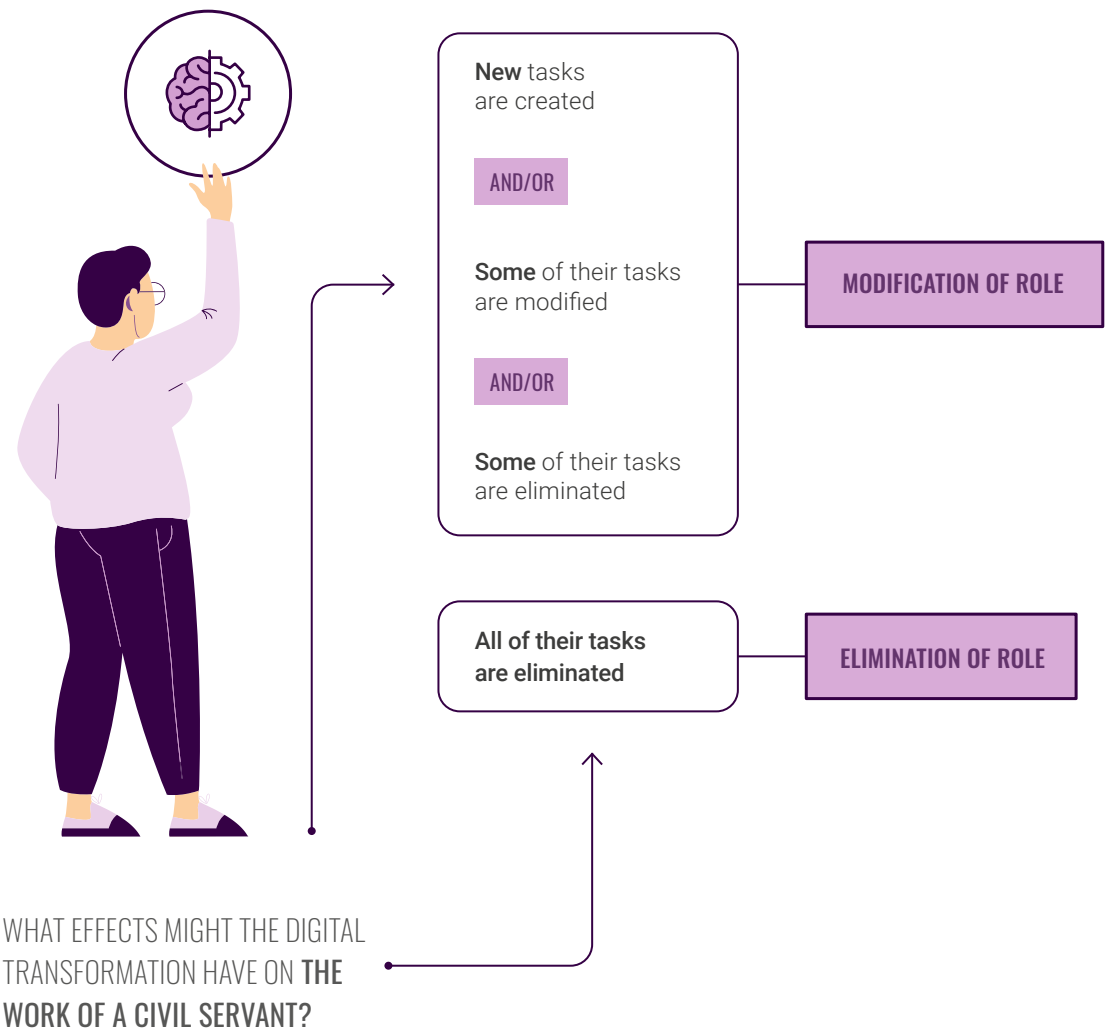 New tasks
are created
AND/OR
Some of their tasks
are modified
AND/OR
Some of their tasks
are eliminated
MODIFICATION OF ROLE
All of their tasks
are eliminated
ELIMINATION OF ROLE
WHAT EFFECTS MIGHT THE DIGITAL
TRANSFORMATION HAVE ON THE
WORK OF A CIVIL SERVANT?